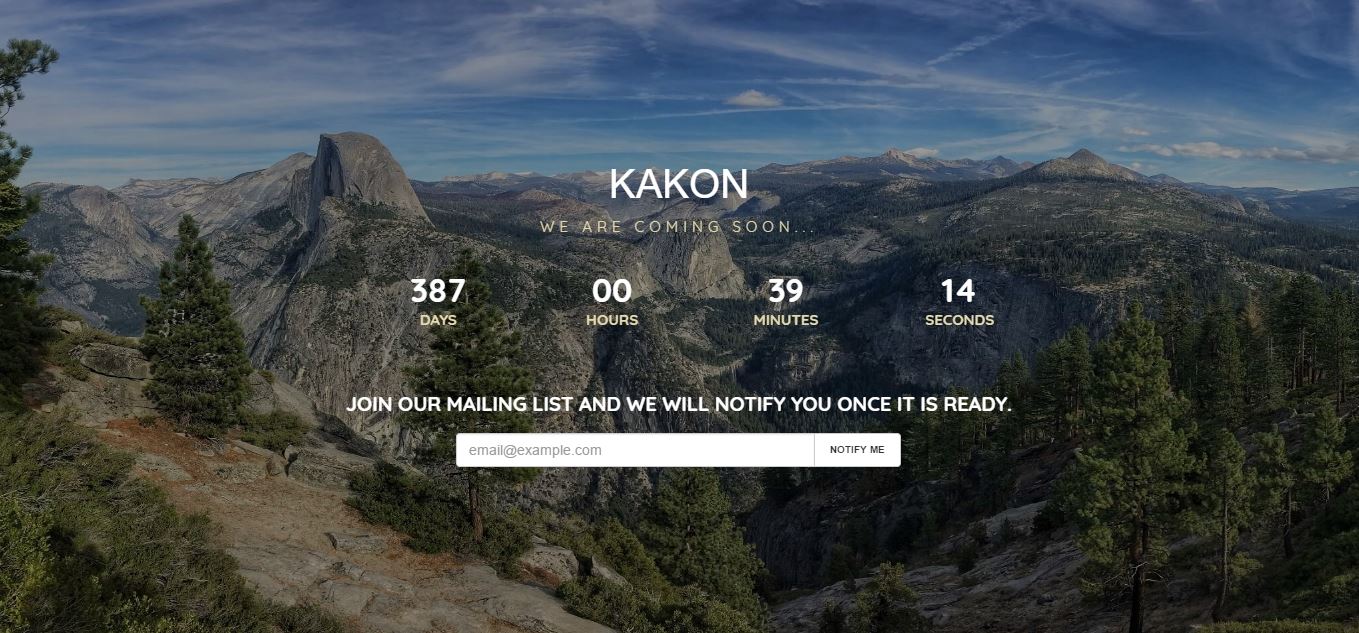 KAKON
WE ARE COMING SOON...
387 00 39 14
DAYS HOURS MINUTES SECONDS
JOIN OUR MAILING LIST AND WE WILL NOTIFY YOU ONCE IT IS READY.
email@example.com NOTIFY ME